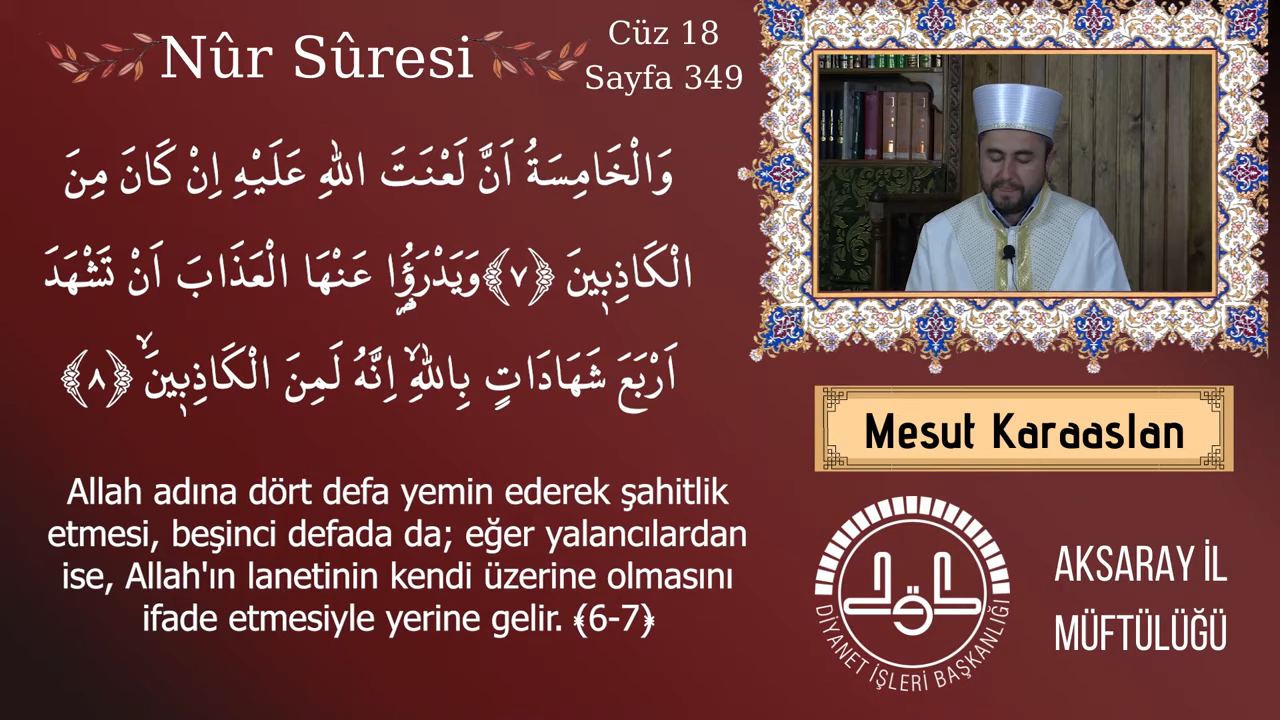 Nûr Sûresi
Cüz 18
Sayfa 349
وَالْخَامِسَةُ اَنَّ لَعْنَتَ اللّٰهِ عَلَيْهِ اِنْ كَانَ مِنَ
الْكَاذِب۪ينَ ﴿٧﴾ وَيَدْرَؤُ۬ا عَنْهَا الْعَذَابَ اَنْ تَشْهَدَ
اَرْبَعَ شَهَادَاتٍ بِاللّٰهِۙ اِنَّهُ لَمِنَ الْكَاذِب۪ينَۙ ﴿٨﴾
Allah adına dört defa yemin ederek şahitlik
etmesi, beşinci defada da; eğer yalancılardan
ise, Allah'ın lanetinin kendi üzerine olmasını
ifade etmesiyle yerine gelir. ﴾6-7﴿
Mesut Karaaslan
DİYANET İŞLERİ BAŞKANLIĞI
AKSARAY İL
MÜFTÜLÜĞÜ